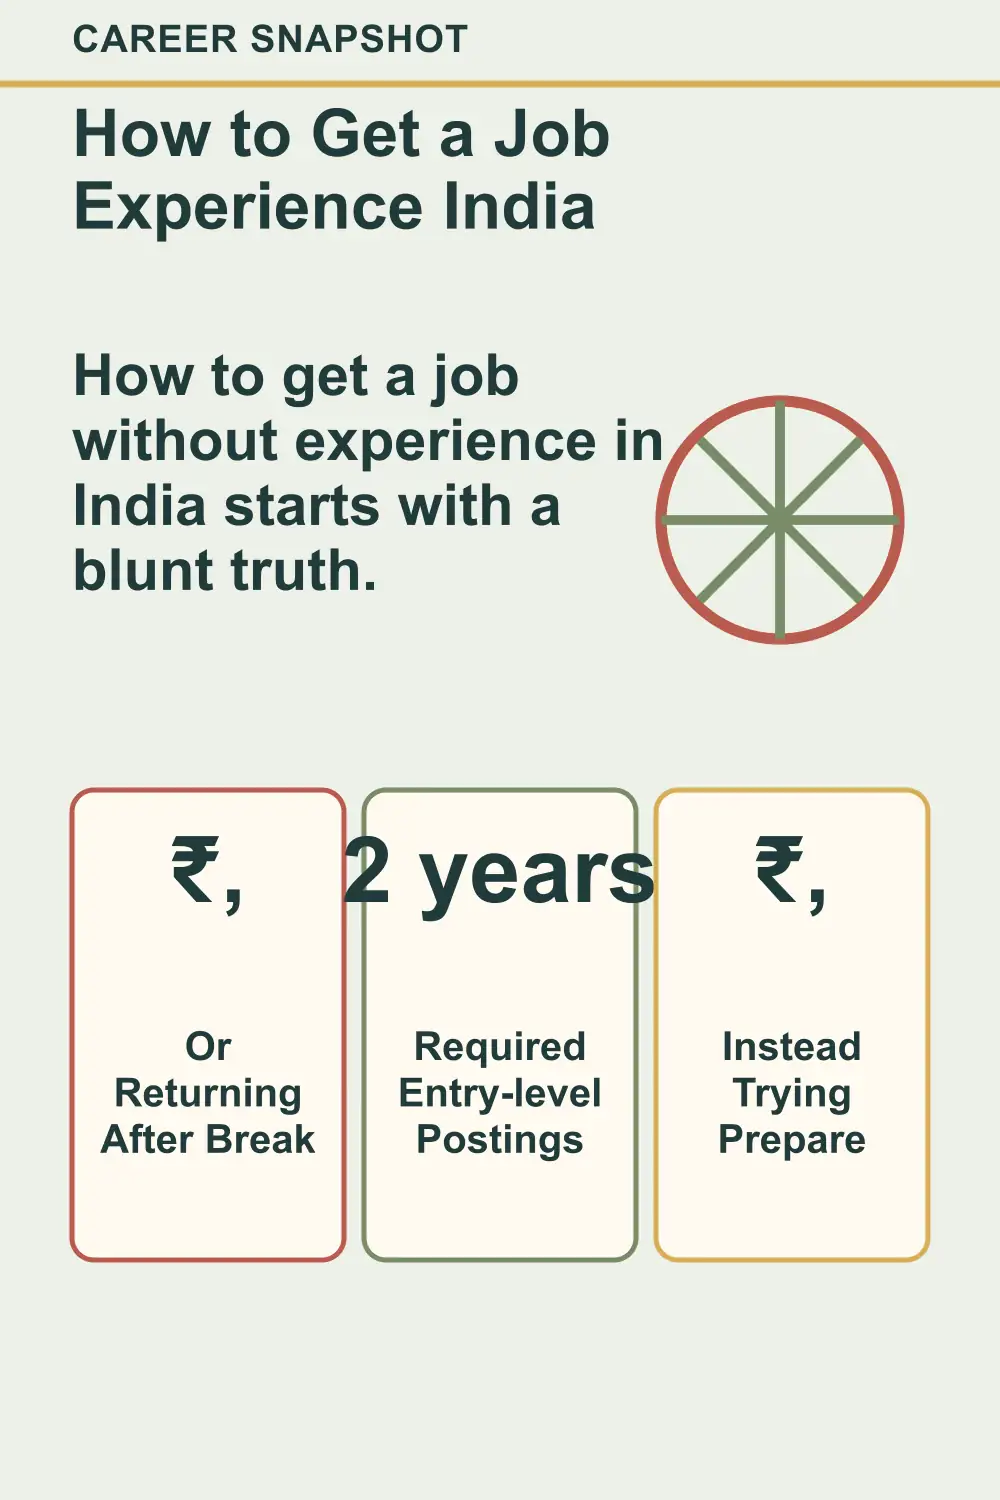 CAREER SNAPSHOT
How to Get a Job
Experience India
How to get a job
without experience in
India starts with a
blunt truth.
₹,
Or
Returning
After Break
2 years
Required
Entry-level
Postings
₹,
Instead
Trying
Prepare